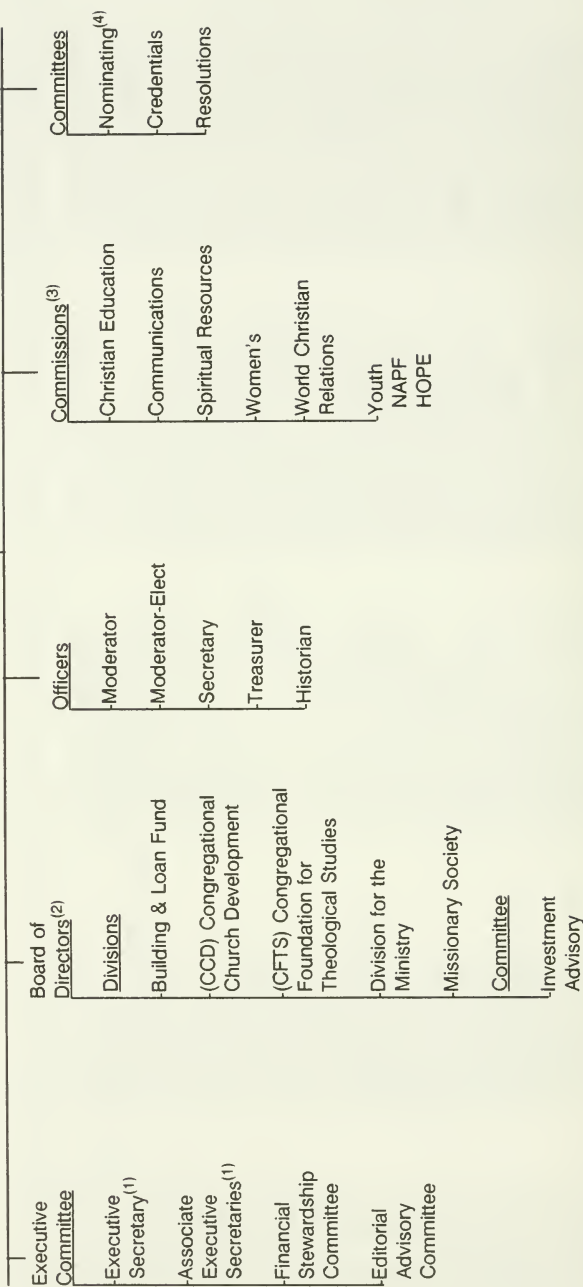 Executive
Committee
Executive
Secretary(1)
Associate
Executive
Secretaries(1)
Financial
Stewardship
Committee
Editorial
Advisory
Committee
Board of
Directors(2)
Divisions
Building & Loan Fund
(CCD) Congregational
Church Development
(CFTS) Congregational
Foundation for
Theological Studies
Division for the
Ministry
Missionary Society
Committee
Investment
Advisory
Officers
Moderator
Moderator-Elect
Secretary
Treasurer
Historian
Commissions(3)
Christian Education
Communications
Spiritual Resources
Women's
World Christian
Relations
Youth
NAPF
HOPE
Committees
Nominating(4)
Credentials
Resolutions